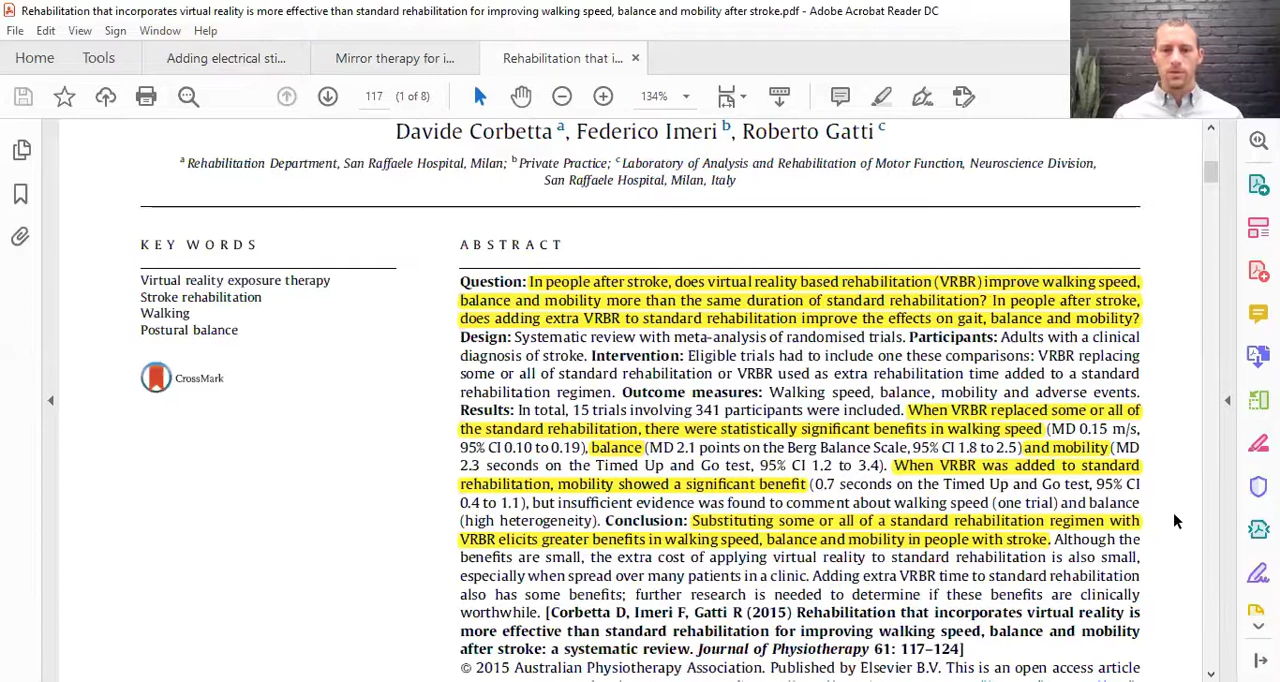 Rehabilitation that incorporates virtual reality is more effective than standard rehabilitation for improving walking speed, balance and mobility after stroke.pdf - Adobe Acrobat Reader DC
File Edit View Sign Window Help
Home Tools Adding electrical sti... Mirror therapy for i... Rehabilitation that i... ×
117 (1 of 8) 134%
Davide Corbetta a, Federico Imeri b, Roberto Gatti c
a Rehabilitation Department, San Raffaele Hospital, Milan; b Private Practice; c Laboratory of Analysis and Rehabilitation of Motor Function, Neuroscience Division,
San Raffaele Hospital, Milan, Italy
KEY WORDS
Virtual reality exposure therapy
Stroke rehabilitation
Walking
Postural balance
CrossMark
ABSTRACT
Question: In people after stroke, does virtual reality based rehabilitation (VRBR) improve walking speed,
balance and mobility more than the same duration of standard rehabilitation? In people after stroke,
does adding extra VRBR to standard rehabilitation improve the effects on gait, balance and mobility?
Design: Systematic review with meta-analysis of randomised trials. Participants: Adults with a clinical
diagnosis of stroke. Intervention: Eligible trials had to include one these comparisons: VRBR replacing
some or all of standard rehabilitation or VRBR used as extra rehabilitation time added to a standard
rehabilitation regimen. Outcome measures: Walking speed, balance, mobility and adverse events.
Results: In total, 15 trials involving 341 participants were included. When VRBR replaced some or all of
the standard rehabilitation, there were statistically significant benefits in walking speed (MD 0.15 m/s,
95% CI 0.10 to 0.19), balance (MD 2.1 points on the Berg Balance Scale, 95% CI 1.8 to 2.5) and mobility (MD
2.3 seconds on the Timed Up and Go test, 95% CI 1.2 to 3.4). When VRBR was added to standard
rehabilitation, mobility showed a significant benefit (0.7 seconds on the Timed Up and Go test, 95% CI
0.4 to 1.1), but insufficient evidence was found to comment about walking speed (one trial) and balance
(high heterogeneity). Conclusion: Substituting some or all of a standard rehabilitation regimen with
VRBR elicits greater benefits in walking speed, balance and mobility in people with stroke. Although the
benefits are small, the extra cost of applying virtual reality to standard rehabilitation is also small,
especially when spread over many patients in a clinic. Adding extra VRBR time to standard rehabilitation
also has some benefits; further research is needed to determine if these benefits are clinically
worthwhile. [Corbetta D, Imeri F, Gatti R (2015) Rehabilitation that incorporates virtual reality is
more effective than standard rehabilitation for improving walking speed, balance and mobility
after stroke: a systematic review. Journal of Physiotherapy 61: 117–124]
© 2015 Australian Physiotherapy Association. Published by Elsevier B.V. This is an open access article